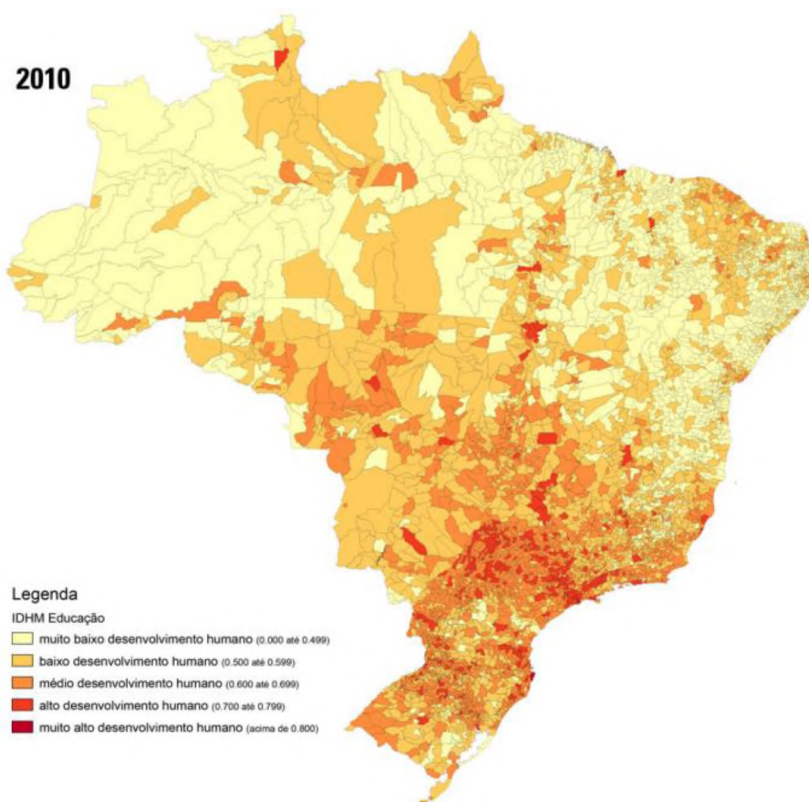 2010
Legenda
IDHM Educação
muito baixo desenvolvimento humano (0.000 até 0.499)
baixo desenvolvimento humano (0.500 até 0.599)
médio desenvolvimento humano (0.600 até 0.699)
alto desenvolvimento humano (0.700 até 0.799)
muito alto desenvolvimento humano (acima de 0.800)